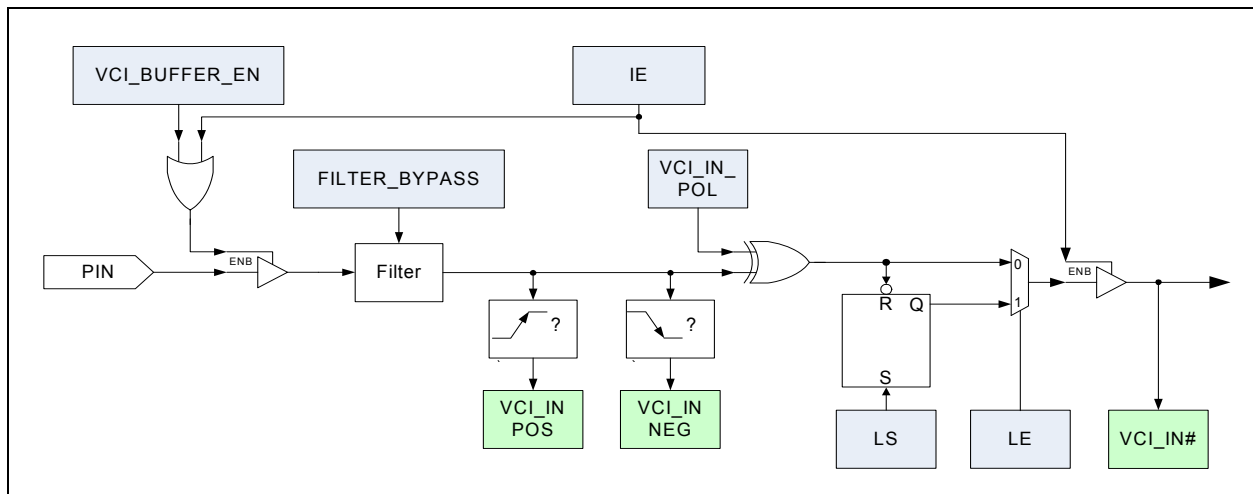 VCI_BUFFER_EN
IE
FILTER_BYPASS
VCI_IN_
POL
PIN
ENB
Filter
0
1
ENB
R
Q
S
?
?
VCI_IN
POS
VCI_IN
NEG
LS
LE
VCI_IN#